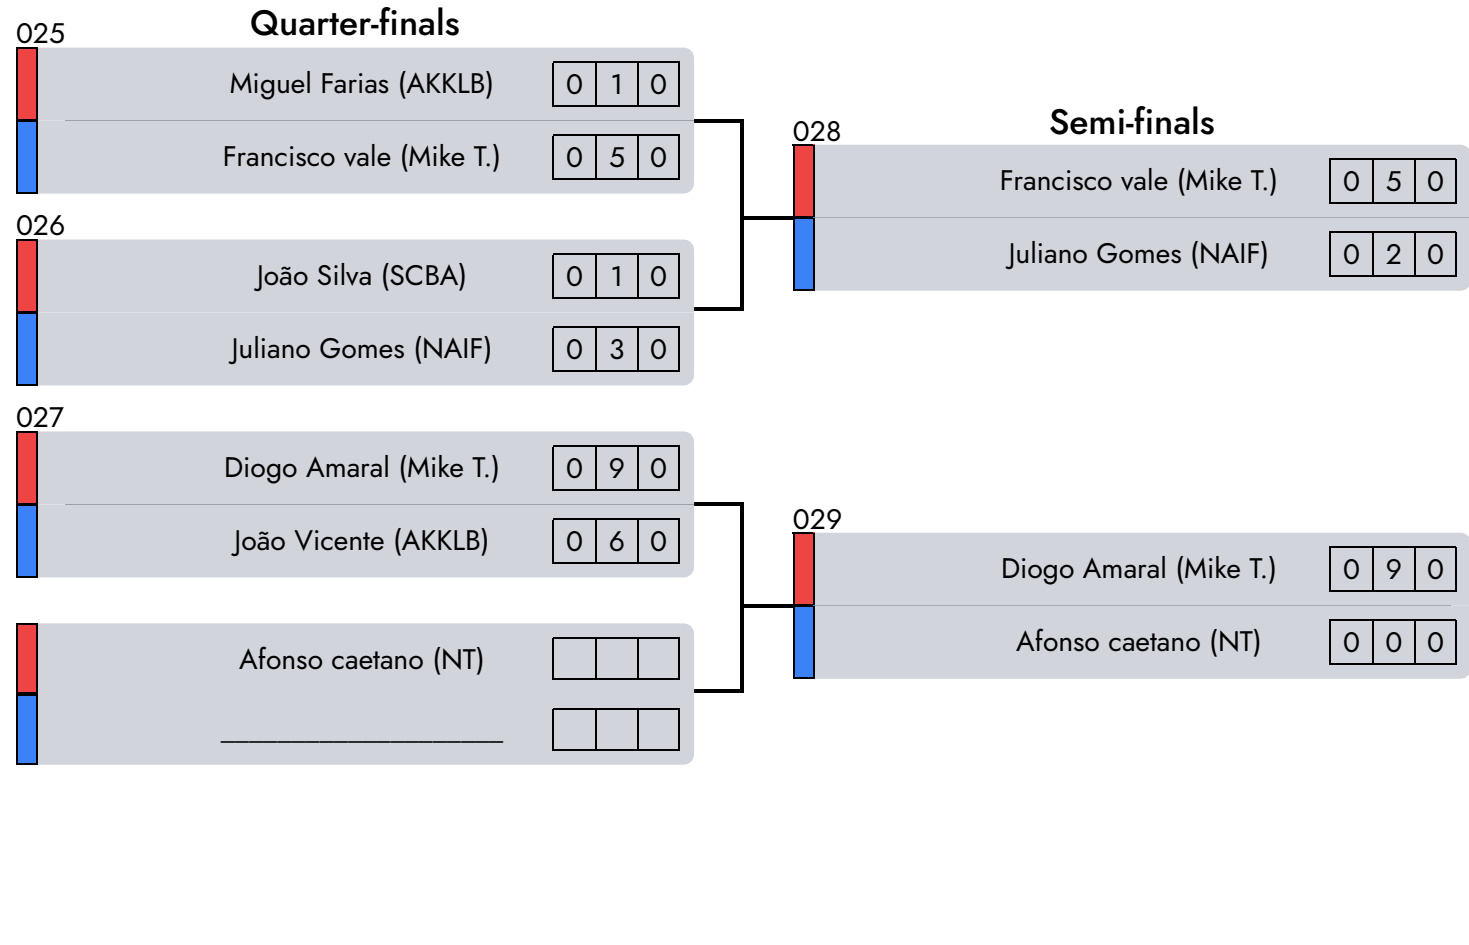 Quarter-finals
025
Miguel Farias (AKKLB) 0 1 0
Francisco vale (Mike T.) 0 5 0
026
João Silva (SCBA) 0 1 0
Juliano Gomes (NAIF) 0 3 0
027
Diogo Amaral (Mike T.) 0 9 0
João Vicente (AKKLB) 0 6 0
Afonso caetano (NT)
____________________
Semi-finals
028
Francisco vale (Mike T.) 0 5 0
Juliano Gomes (NAIF) 0 2 0
029
Diogo Amaral (Mike T.) 0 9 0
Afonso caetano (NT) 0 0 0